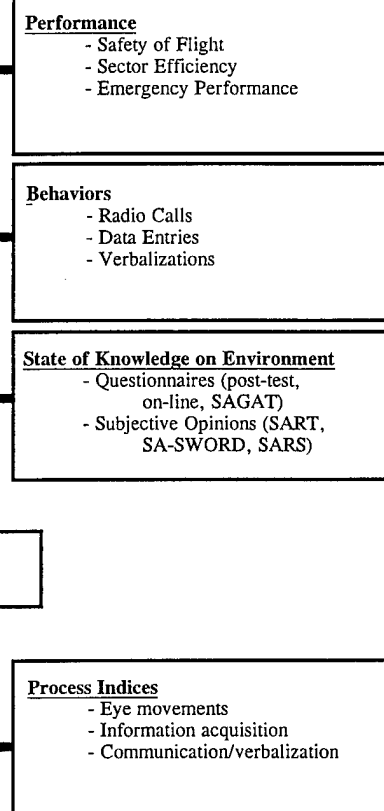 Performance
- Safety of Flight
- Sector Efficiency
- Emergency Performance
Behaviors
- Radio Calls
- Data Entries
- Verbalizations
State of Knowledge on Environment
- Questionnaires (post-test,
on-line, SAGAT)
- Subjective Opinions (SART,
SA-SWORD, SARS)
Process Indices
- Eye movements
- Information acquisition
- Communication/verbalization